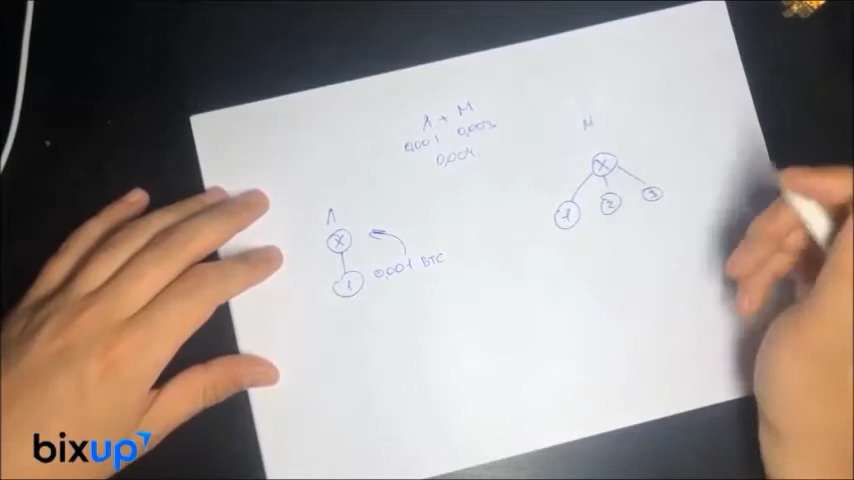 Л + М
0,001 0,003
0,004
М
X
1 2 3
Л
X
0,001 BTC
1
bixup